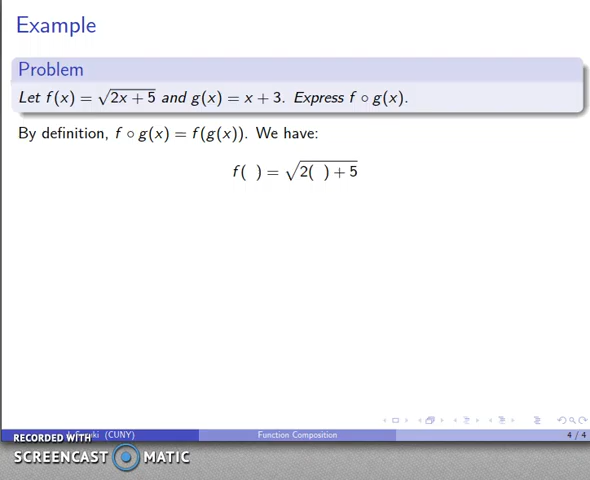 Example
Problem
Let f(x) = √2x + 5 and g(x) = x + 3. Express f ∘ g(x).
By definition, f ∘ g(x) = f(g(x)). We have:
f( ) = √2( ) + 5
(CUNY)
Function Composition
4 / 4
RECORDED WITH
SCREENCAST MATIC